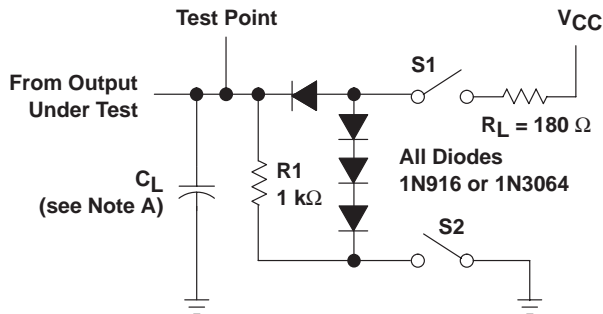 Test Point
VCC
S1
From Output
Under Test
RL = 180 Ω
R1
1 kΩ
All Diodes
1N916 or 1N3064
CL
(see Note A)
S2